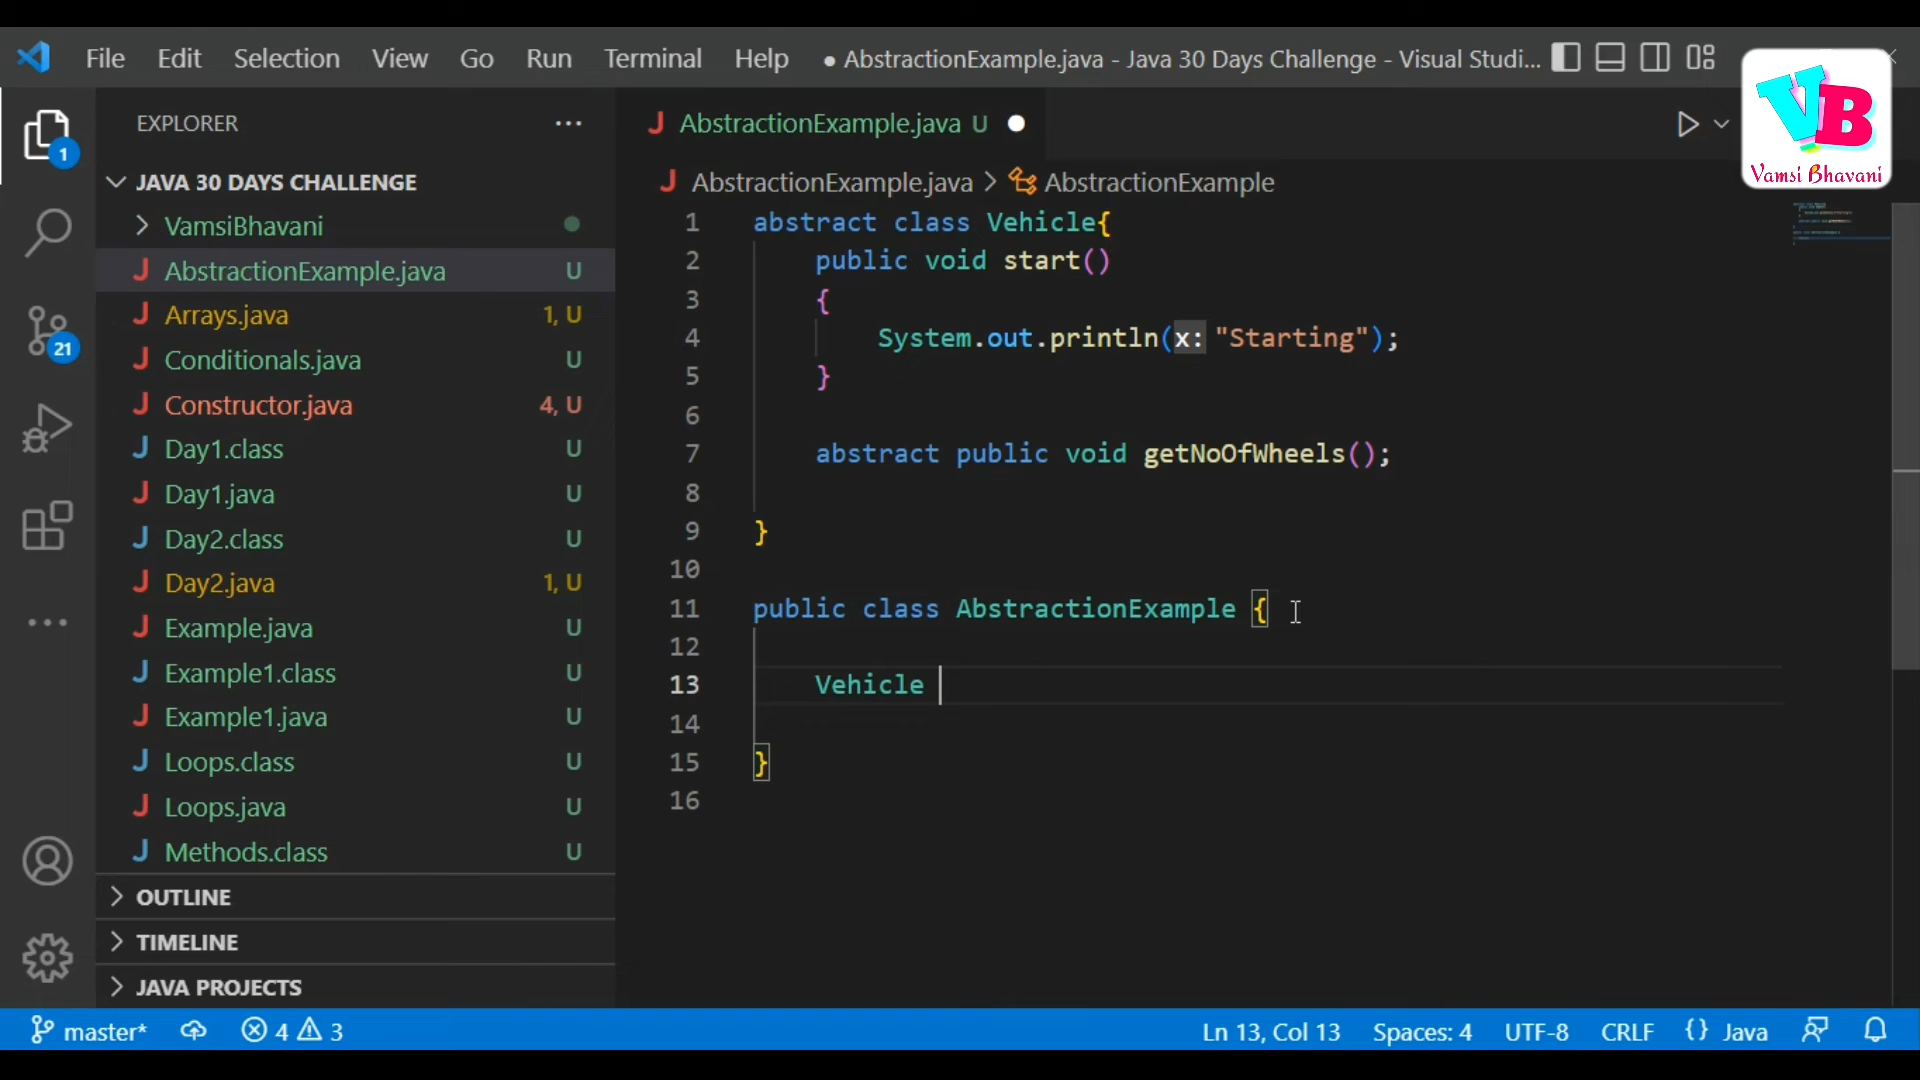 File Edit Selection View Go Run Terminal Help ● AbstractionExample.java - Java 30 Days Challenge - Visual Studi...
VB
Vamsi Bhavani
EXPLORER ...
JAVA 30 DAYS CHALLENGE
VamsiBhavani
J AbstractionExample.java U
J Arrays.java 1, U
J Conditionals.java U
J Constructor.java 4, U
J Day1.class U
J Day1.java U
J Day2.class U
J Day2.java 1, U
J Example.java U
J Example1.class U
J Example1.java U
J Loops.class U
J Loops.java U
J Methods.class U
OUTLINE
TIMELINE
JAVA PROJECTS
1
21
J AbstractionExample.java U ●
J AbstractionExample.java > AbstractionExample
1 abstract class Vehicle{
2 public void start()
3 {
4 System.out.println(x: "Starting");
5 }
6
7 abstract public void getNoOfWheels();
8
9 }
10
11 public class AbstractionExample {
12
13 Vehicle
14
15 }
16
master* 4 3 Ln 13, Col 13 Spaces: 4 UTF-8 CRLF {} Java